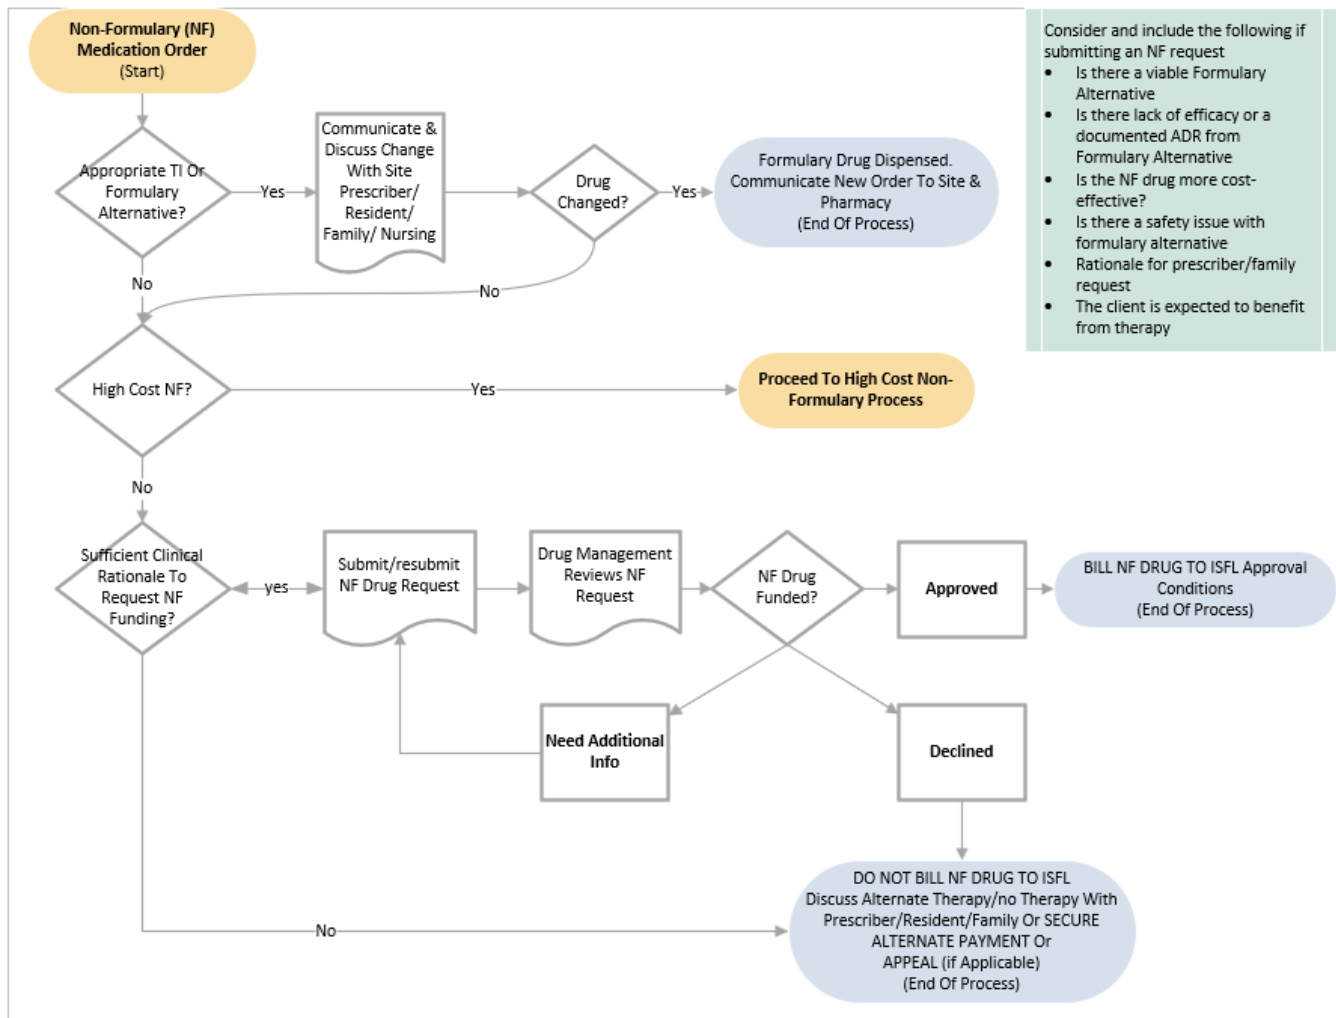 Non-Formulary (NF)
Medication Order
(Start)
Consider and include the following if
submitting an NF request
• Is there a viable Formulary
Alternative
• Is there lack of efficacy or a
documented ADR from
Formulary Alternative
• Is the NF drug more cost-
effective?
• Is there a safety issue with
formulary alternative
• Rationale for prescriber/family
request
• The client is expected to benefit
from therapy
Appropriate TI Or
Formulary
Alternative?
Yes
Communicate &
Discuss Change
With Site
Prescriber/
Resident/
Family/ Nursing
Drug
Changed?
Yes
Formulary Drug Dispensed.
Communicate New Order To Site &
Pharmacy
(End Of Process)
No
No
High Cost NF?
Yes
Proceed To High Cost Non-
Formulary Process
No
Sufficient Clinical
Rationale To
Request NF
Funding?
yes
Submit/resubmit
NF Drug Request
Drug Management
Reviews NF
Request
NF Drug
Funded?
Approved
BILL NF DRUG TO ISFL Approval
Conditions
(End Of Process)
Need Additional
Info
Declined
No
DO NOT BILL NF DRUG TO ISFL
Discuss Alternate Therapy/no Therapy With
Prescriber/Resident/Family Or SECURE
ALTERNATE PAYMENT Or
APPEAL (if Applicable)
(End Of Process)